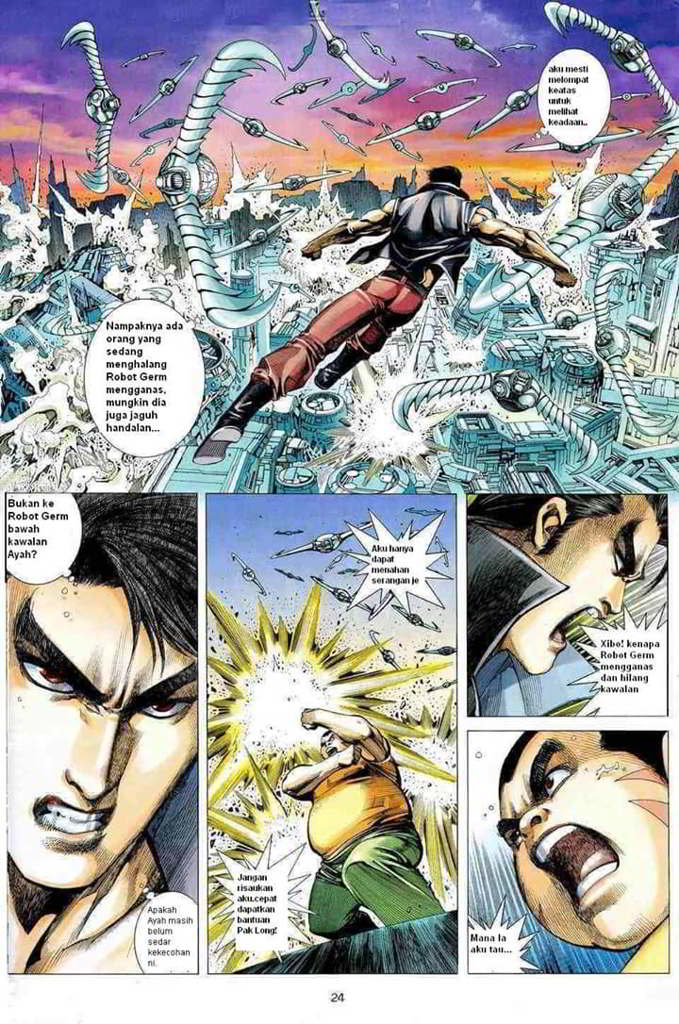 aku mesti
melompat
keatas
untuk
melihat
keadaan..
Nampaknya ada
orang yang
sedang
menghalang
Robot Germ
mengganas,
mungkin dia
juga jaguh
handalan...
Bukan ke
Robot Germ
bawah
kawalan
Ayah?
Apakah
Ayah masih
belum
sedar
kekecohan
ni.
Aku hanya
dapat
menahan
serangan je
Jangan
risaukan
aku,cepat
dapatkan
bantuan
Pak Long!
Xibo! kenapa
Robot Germ
mengganas
dan hilang
kawalan
Mana la
aku tau...
24